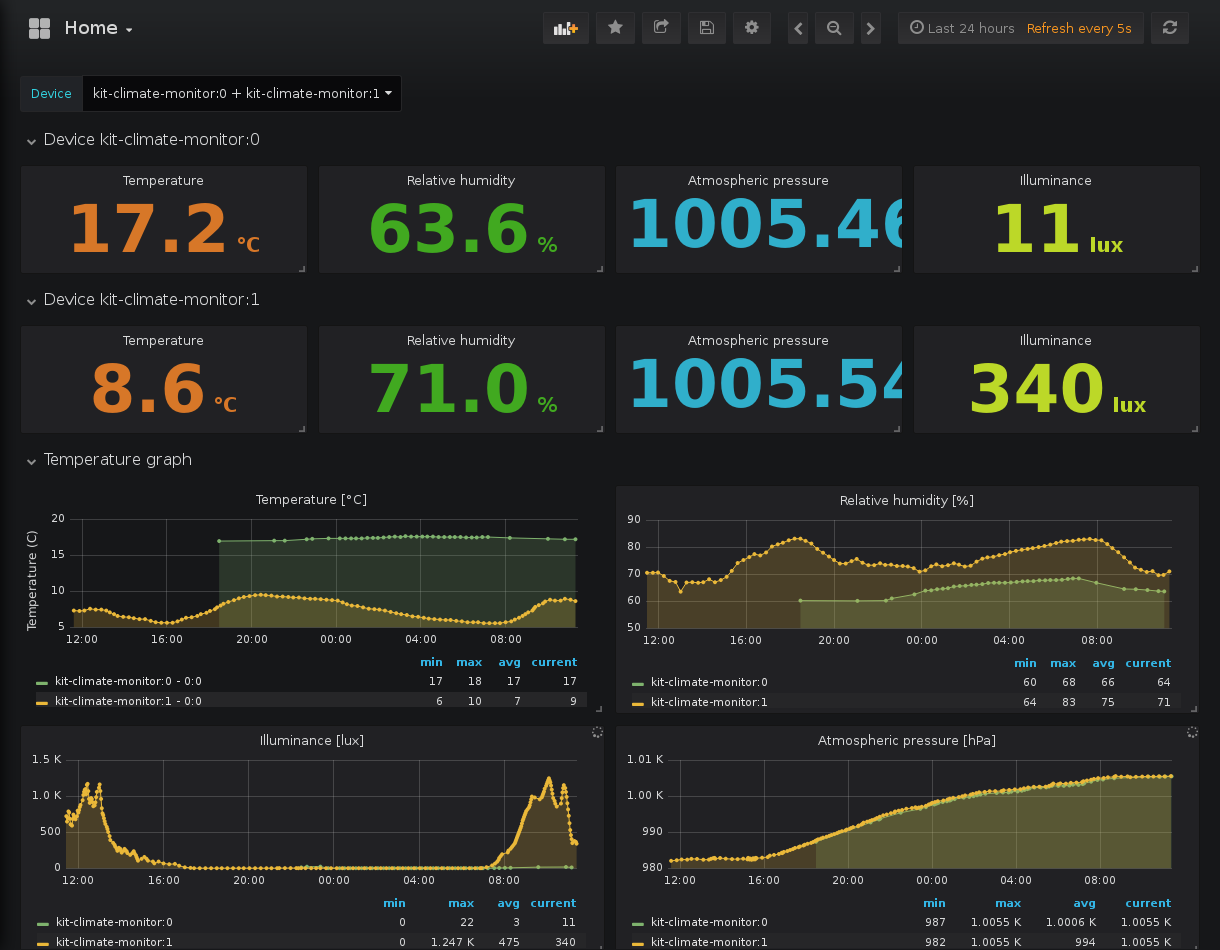 Home
Last 24 hours Refresh every 5s
Device kit-climate-monitor:0 + kit-climate-monitor:1
Device kit-climate-monitor:0
Temperature Relative humidity Atmospheric pressure Illuminance
17.2 °C 63.6 % 1005.46 11 lux
Device kit-climate-monitor:1
Temperature Relative humidity Atmospheric pressure Illuminance
8.6 °C 71.0 % 1005.54 340 lux
Temperature graph
Temperature [°C]
Temperature (C)
20
15
10
5
12:00 16:00 20:00 00:00 04:00 08:00
min max avg current
kit-climate-monitor:0 - 0:0 17 18 17 17
kit-climate-monitor:1 - 0:0 6 10 7 9
Relative humidity [%]
90
80
70
60
50
12:00 16:00 20:00 00:00 04:00 08:00
min max avg current
kit-climate-monitor:0 60 68 66 64
kit-climate-monitor:1 64 83 75 71
Illuminance [lux]
1.5 K
1.0 K
500
0
12:00 16:00 20:00 00:00 04:00 08:00
min max avg current
kit-climate-monitor:0 0 22 3 11
kit-climate-monitor:1 0 1.247 K 475 340
Atmospheric pressure [hPa]
1.01 K
1.00 K
990
980
12:00 16:00 20:00 00:00 04:00 08:00
min max avg current
kit-climate-monitor:0 987 1.0055 K 1.0006 K 1.0055 K
kit-climate-monitor:1 982 1.0055 K 994 1.0055 K